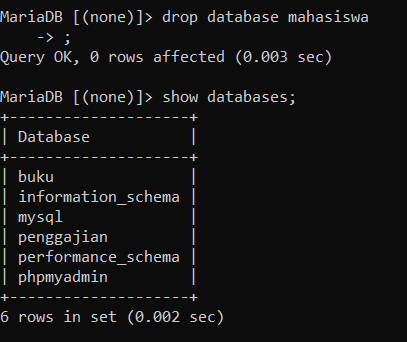 MariaDB [(none)]> drop database mahasiswa
    -> ;
Query OK, 0 rows affected (0.003 sec)

MariaDB [(none)]> show databases;
+--------------------+
| Database           |
+--------------------+
| buku               |
| information_schema |
| mysql              |
| penggajian         |
| performance_schema |
| phpmyadmin         |
+--------------------+
6 rows in set (0.002 sec)